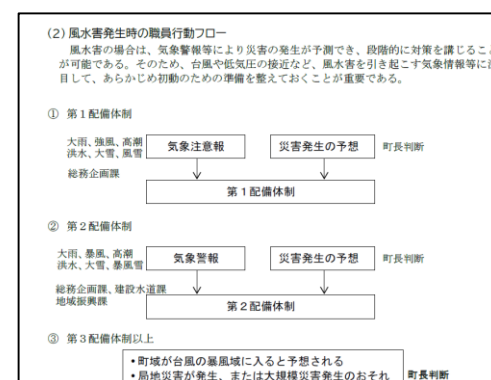 (2) 風水害発生時の職員行動フロー
風水害の場合は、気象警報等により災害の発生が予測でき、段階的に対策を講じるこ
が可能である。そのため、台風や低気圧の接近など、風水害を引き起こす気象情報等に
目して、あらかじめ初動のための準備を整えておくことが重要である。
① 第1配備体制
大雨、強風、高潮
洪水、大雪、風雪
気象注意報
災害発生の予想
町長判断
総務企画課
第1配備体制
② 第2配備体制
大雨、暴風、高潮
洪水、大雪、暴風雪
気象警報
災害発生の予想
町長判断
総務企画課、建設水道課
地域振興課
第2配備体制
③ 第3配備体制以上
・町域が台風の暴風域に入ると予想される
・局地災害が発生、または大規模災害発生のおそれ
町長判断